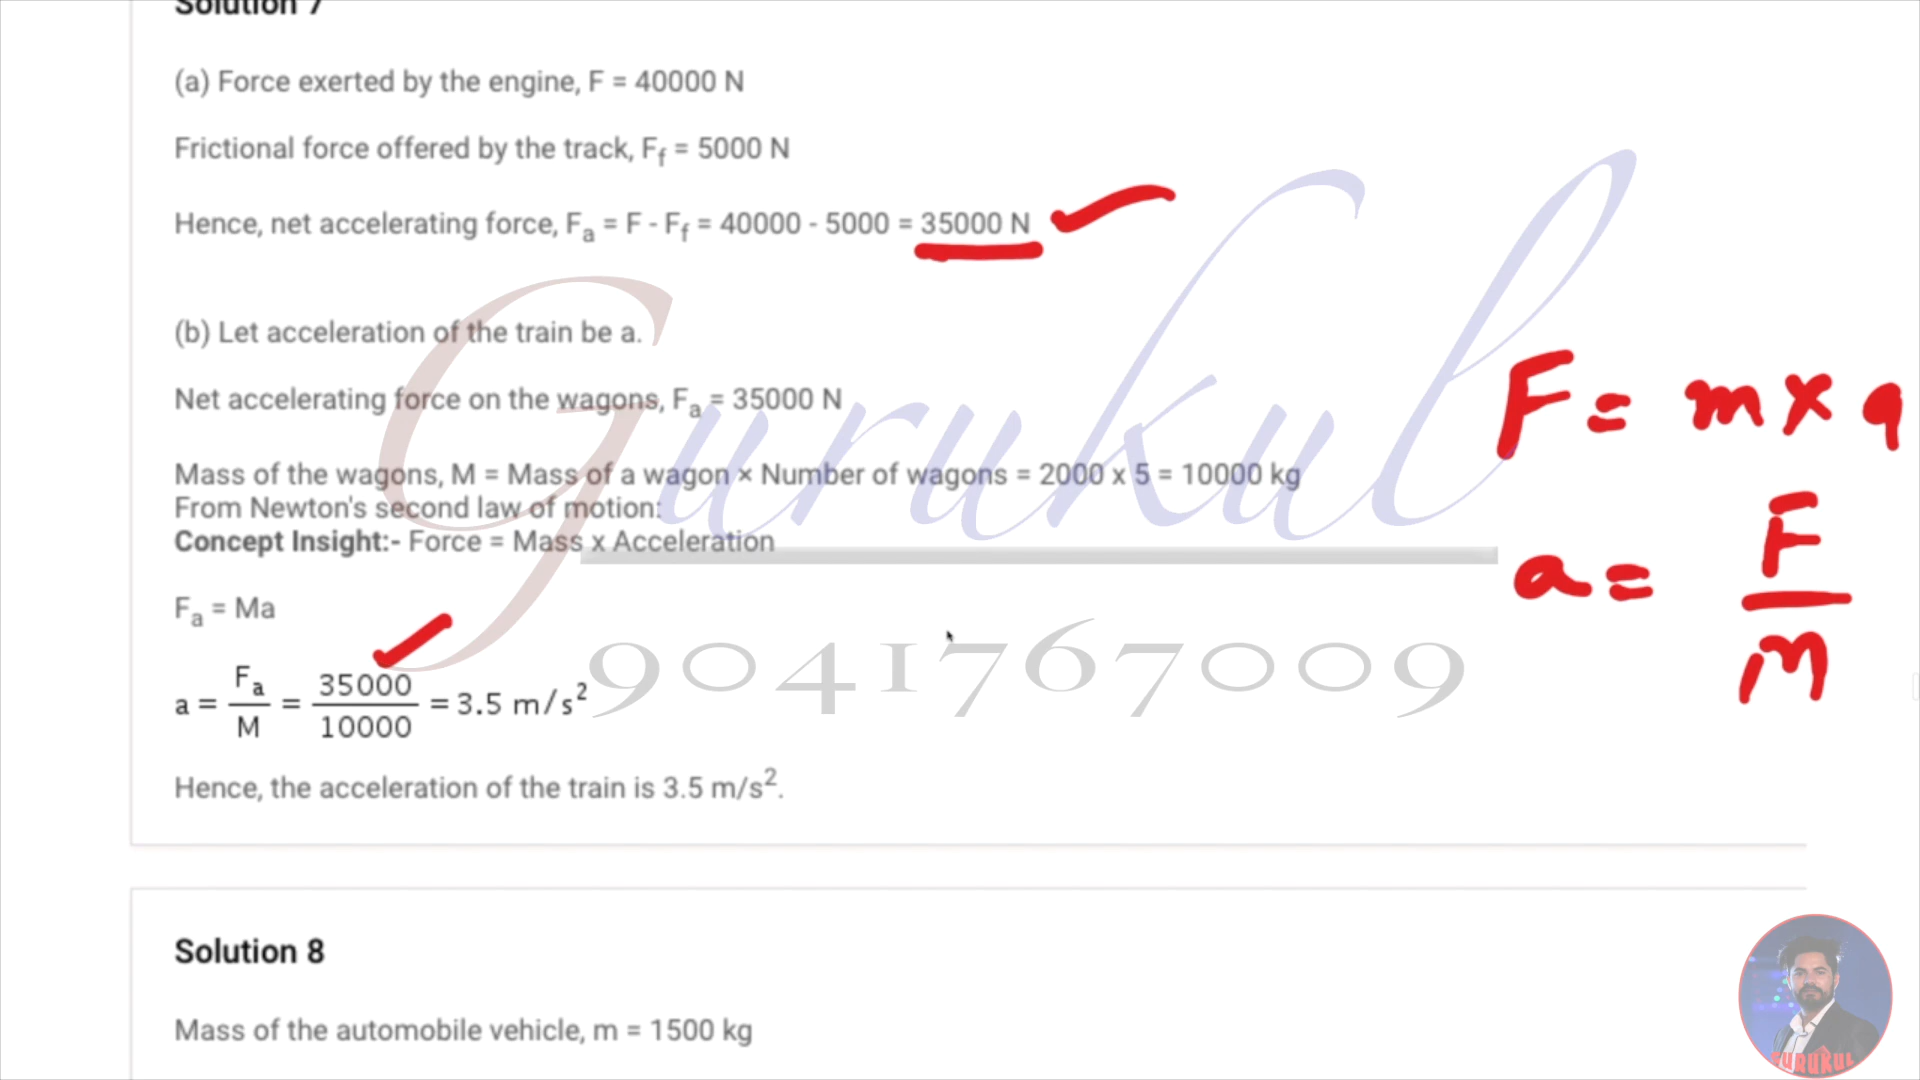 Solution 7
(a) Force exerted by the engine, F = 40000 N
Frictional force offered by the track, Ff = 5000 N
Hence, net accelerating force, Fa = F - Ff = 40000 - 5000 = 35000 N
(b) Let acceleration of the train be a.
Net accelerating force on the wagons, Fa = 35000 N
F = m x a
Mass of the wagons, M = Mass of a wagon × Number of wagons = 2000 x 5 = 10000 kg
From Newton's second law of motion:
Concept Insight:- Force = Mass x Acceleration
a = F/M
Gurukul
Fa = Ma
9041767009
a = Fa/M = 35000/10000 = 3.5 m/s²
Hence, the acceleration of the train is 3.5 m/s².
Solution 8
Mass of the automobile vehicle, m = 1500 kg
GURUKUL